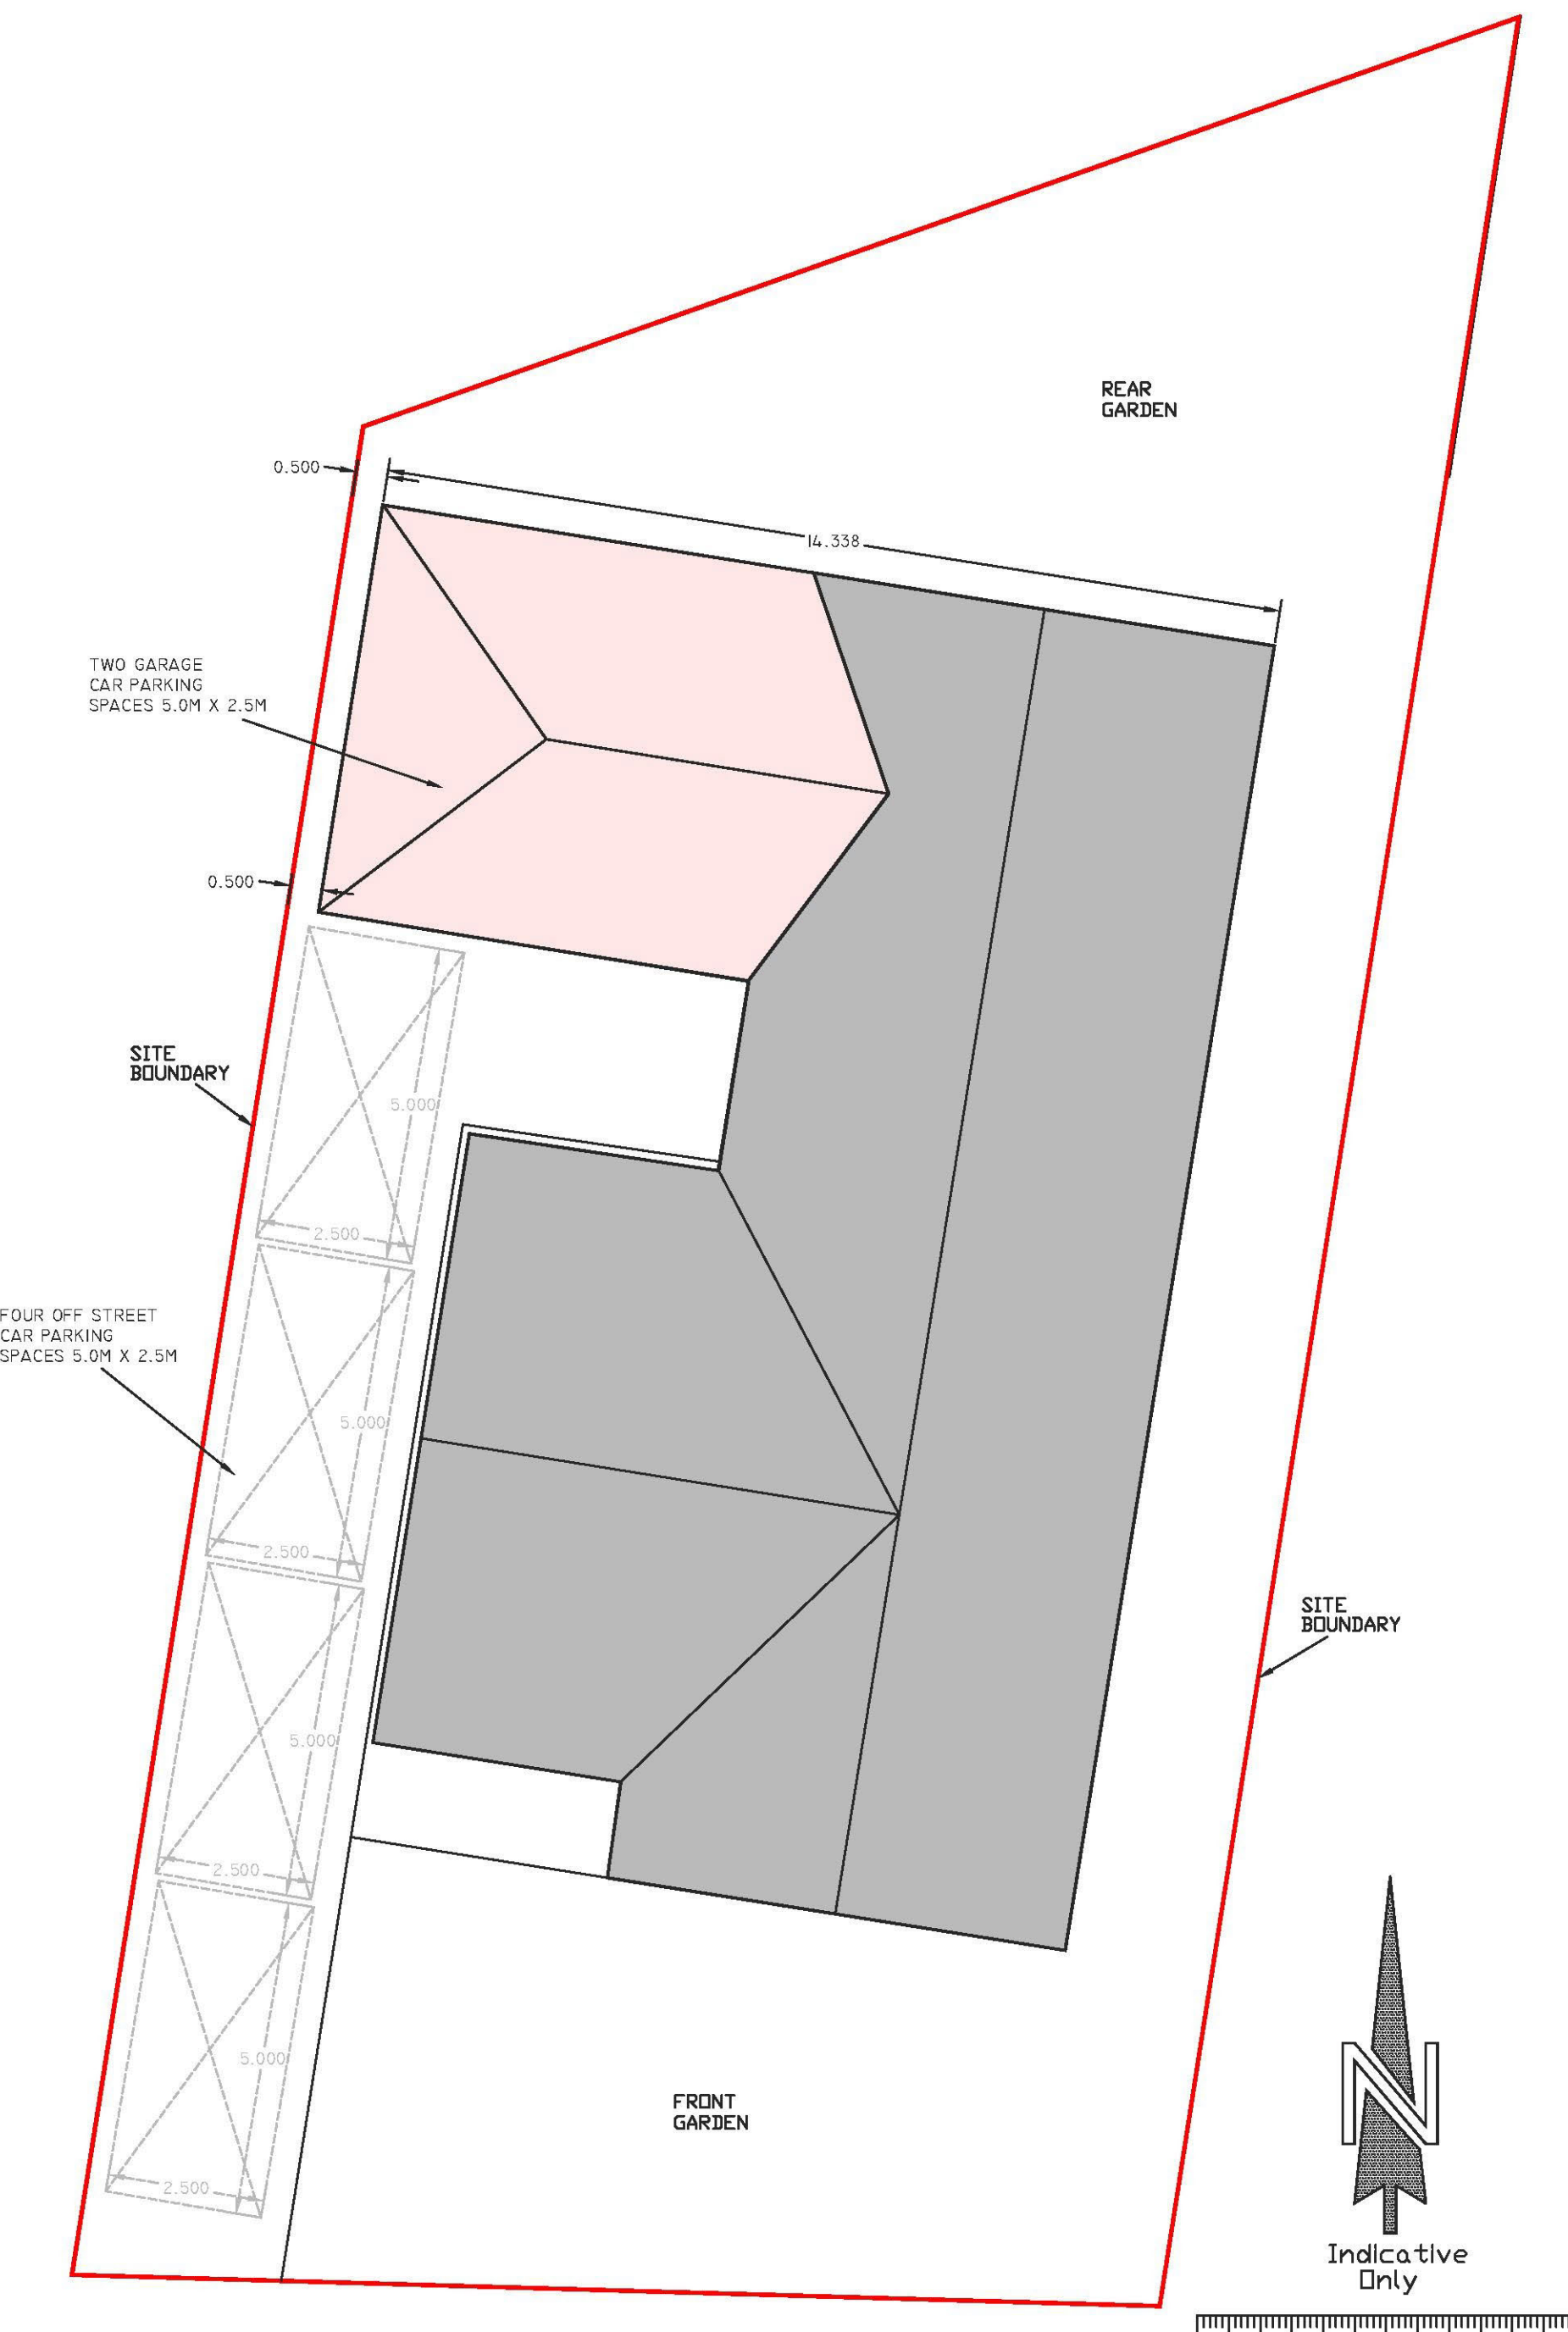 REAR
GARDEN
0.500
14.338
TWO GARAGE
CAR PARKING
SPACES 5.0M X 2.5M
0.500
SITE
BOUNDARY
5.000
2.500
FOUR OFF STREET
CAR PARKING
SPACES 5.0M X 2.5M
5.000
2.500
SITE
BOUNDARY
5.000
2.500
5.000
FRONT
GARDEN
2.500
N
Indicative
Only